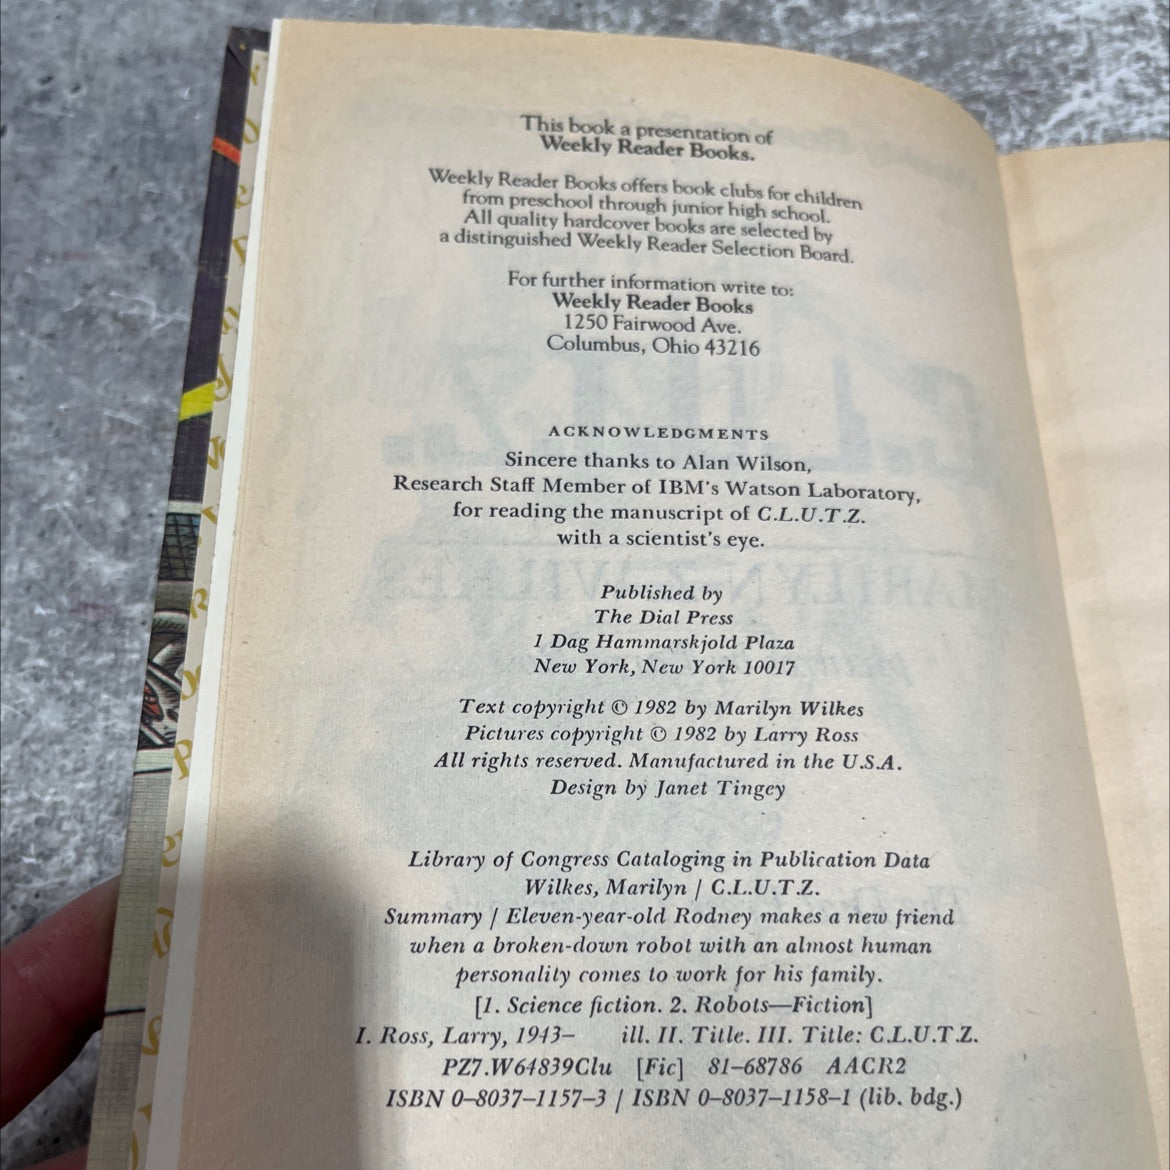 This book a presentation of
Weekly Reader Books.
Weekly Reader Books offers book clubs for children
from preschool through junior high school.
All quality hardcover books are selected by
a distinguished Weekly Reader Selection Board.
For further information write to:
Weekly Reader Books
1250 Fairwood Ave.
Columbus, Ohio 43216
ACKNOWLEDGMENTS
Sincere thanks to Alan Wilson,
Research Staff Member of IBM's Watson Laboratory,
for reading the manuscript of C.L.U.T.Z.
with a scientist's eye.
Published by
The Dial Press
1 Dag Hammarskjold Plaza
New York, New York 10017
Text copyright © 1982 by Marilyn Wilkes
Pictures copyright © 1982 by Larry Ross
All rights reserved. Manufactured in the U.S.A.
Design by Janet Tingey
Library of Congress Cataloging in Publication Data
Wilkes, Marilyn / C.L.U.T.Z.
Summary / Eleven-year-old Rodney makes a new friend
when a broken-down robot with an almost human
personality comes to work for his family.
[1. Science fiction. 2. Robots—Fiction]
I. Ross, Larry, 1943– ill. II. Title. III. Title: C.L.U.T.Z.
PZ7.W64839Clu [Fic] 81–68786 AACR2
ISBN 0–8037–1157–3 / ISBN 0–8037–1158–1 (lib. bdg.)